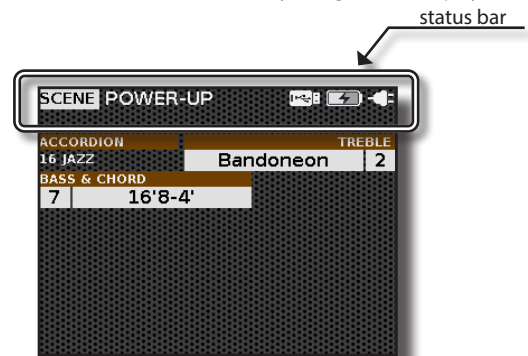 status bar
SCENE POWER-UP
ACCORDION TREBLE
16 JAZZ Bandoneon 2
BASS & CHORD
7 16'8-4'